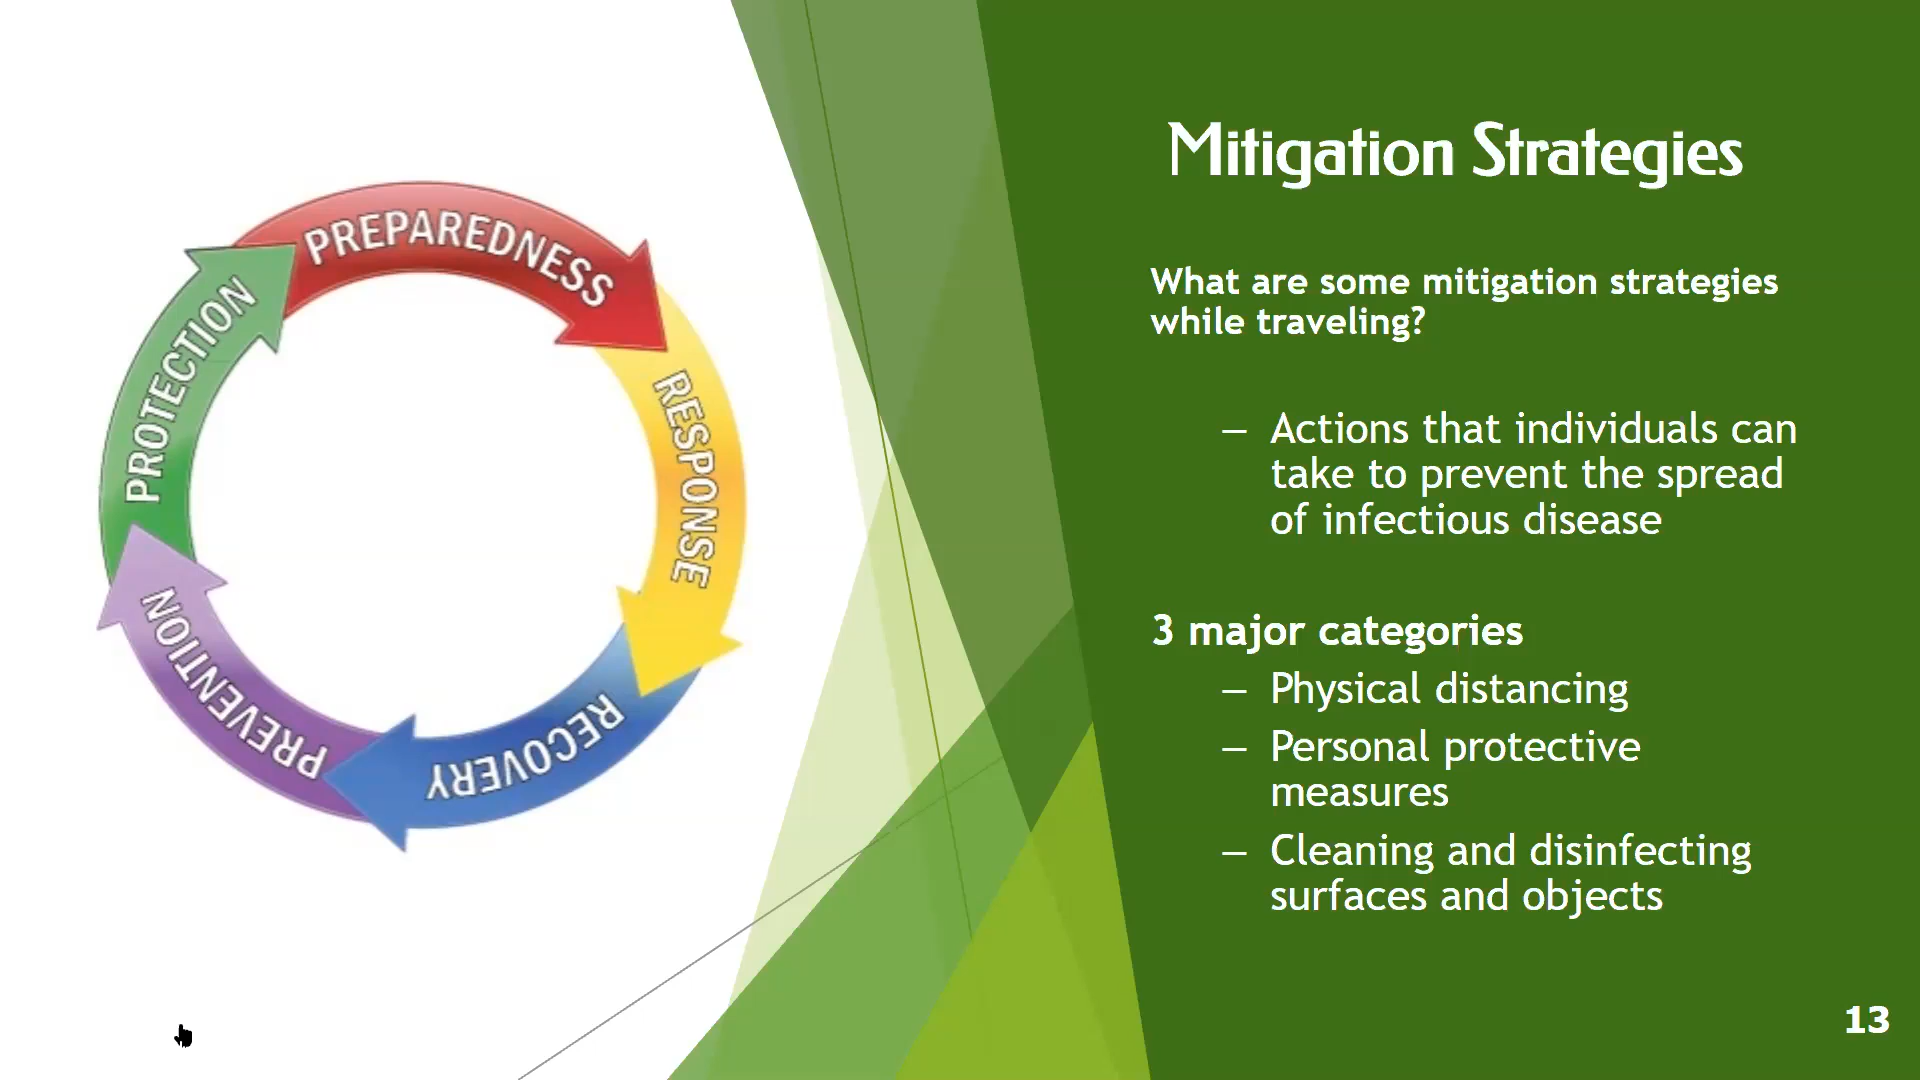 PREPAREDNESS
RESPONSE
RECOVERY
PREVENTION
PROTECTION
Mitigation Strategies
What are some mitigation strategies
while traveling?
– Actions that individuals can
take to prevent the spread
of infectious disease
3 major categories
– Physical distancing
– Personal protective
measures
– Cleaning and disinfecting
surfaces and objects
13